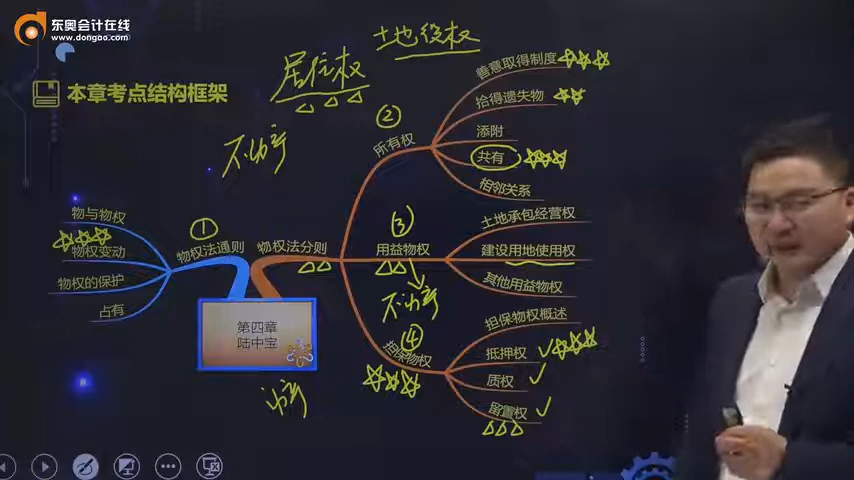 东奥会计在线
www.dongao.com
土地役权
居住权
本章考点结构框架
善意取得制度
拾得遗失物
②
所有权
添附
不动产
共有
相邻关系
物与物权
①
③
土地承包经营权
物权变动
物权法通则
物权法分则
用益物权
建设用地使用权
物权的保护
其他用益物权
占有
不动产
担保物权概述
第四章
陆中宝
④
担保物权
抵押权
质权
动产
留置权